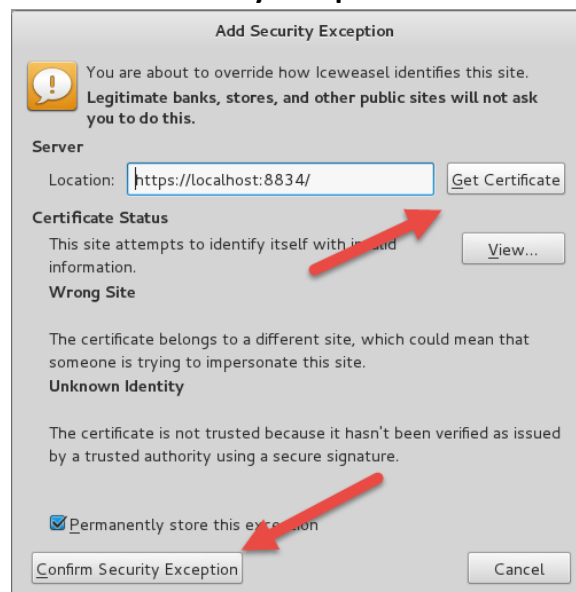 Add Security Exception
You are about to override how Iceweasel identifies this site.
Legitimate banks, stores, and other public sites will not ask
you to do this.
Server
Location: https://localhost:8834/ Get Certificate
Certificate Status
This site attempts to identify itself with invalid
information.
View...
Wrong Site
The certificate belongs to a different site, which could mean that
someone is trying to impersonate this site.
Unknown Identity
The certificate is not trusted because it hasn't been verified as issued
by a trusted authority using a secure signature.
Permanently store this exception
Confirm Security Exception Cancel